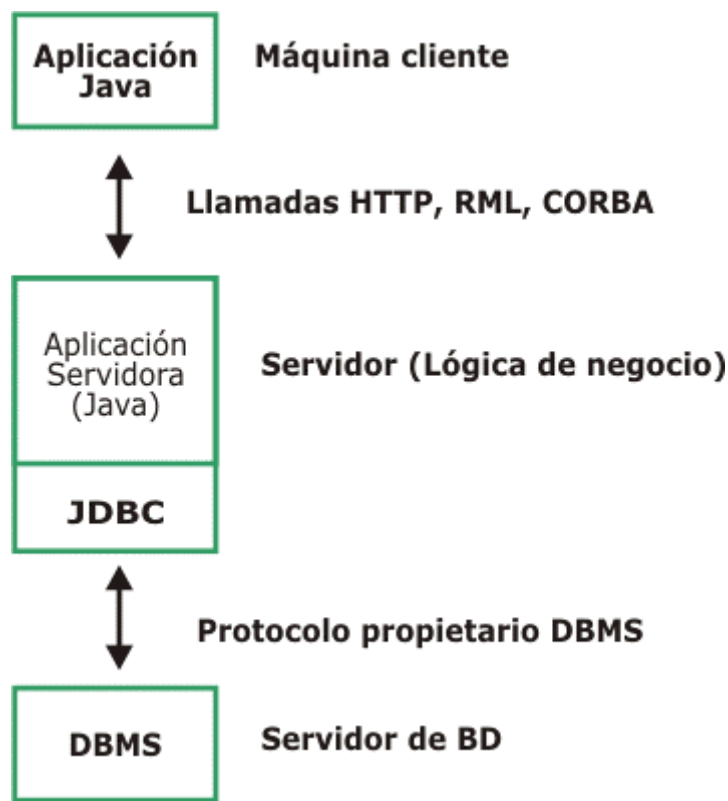 Aplicación
Java
Máquina cliente
Llamadas HTTP, RML, CORBA
Aplicación
Servidora
(Java)
Servidor (Lógica de negocio)
JDBC
Protocolo propietario DBMS
DBMS
Servidor de BD